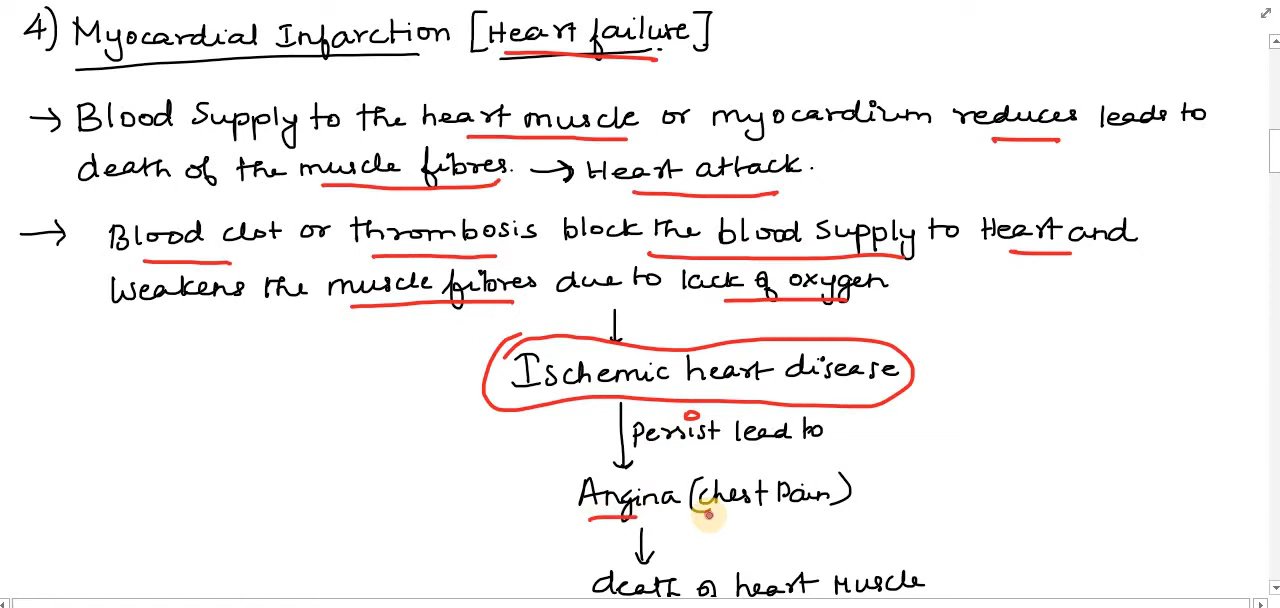 4) Myocardial Infarction [Heart failure]
→ Blood Supply to the heart muscle or myocardium reduces leads to
death of the muscle fibres. → Heart attack.
→ Blood clot or thrombosis block the blood supply to Heart and
weakens the muscle fibres due to lack of oxygen
↓
Ischemic heart disease
↓ Persist lead to
Angina (chest pain)
↓
death of heart muscle